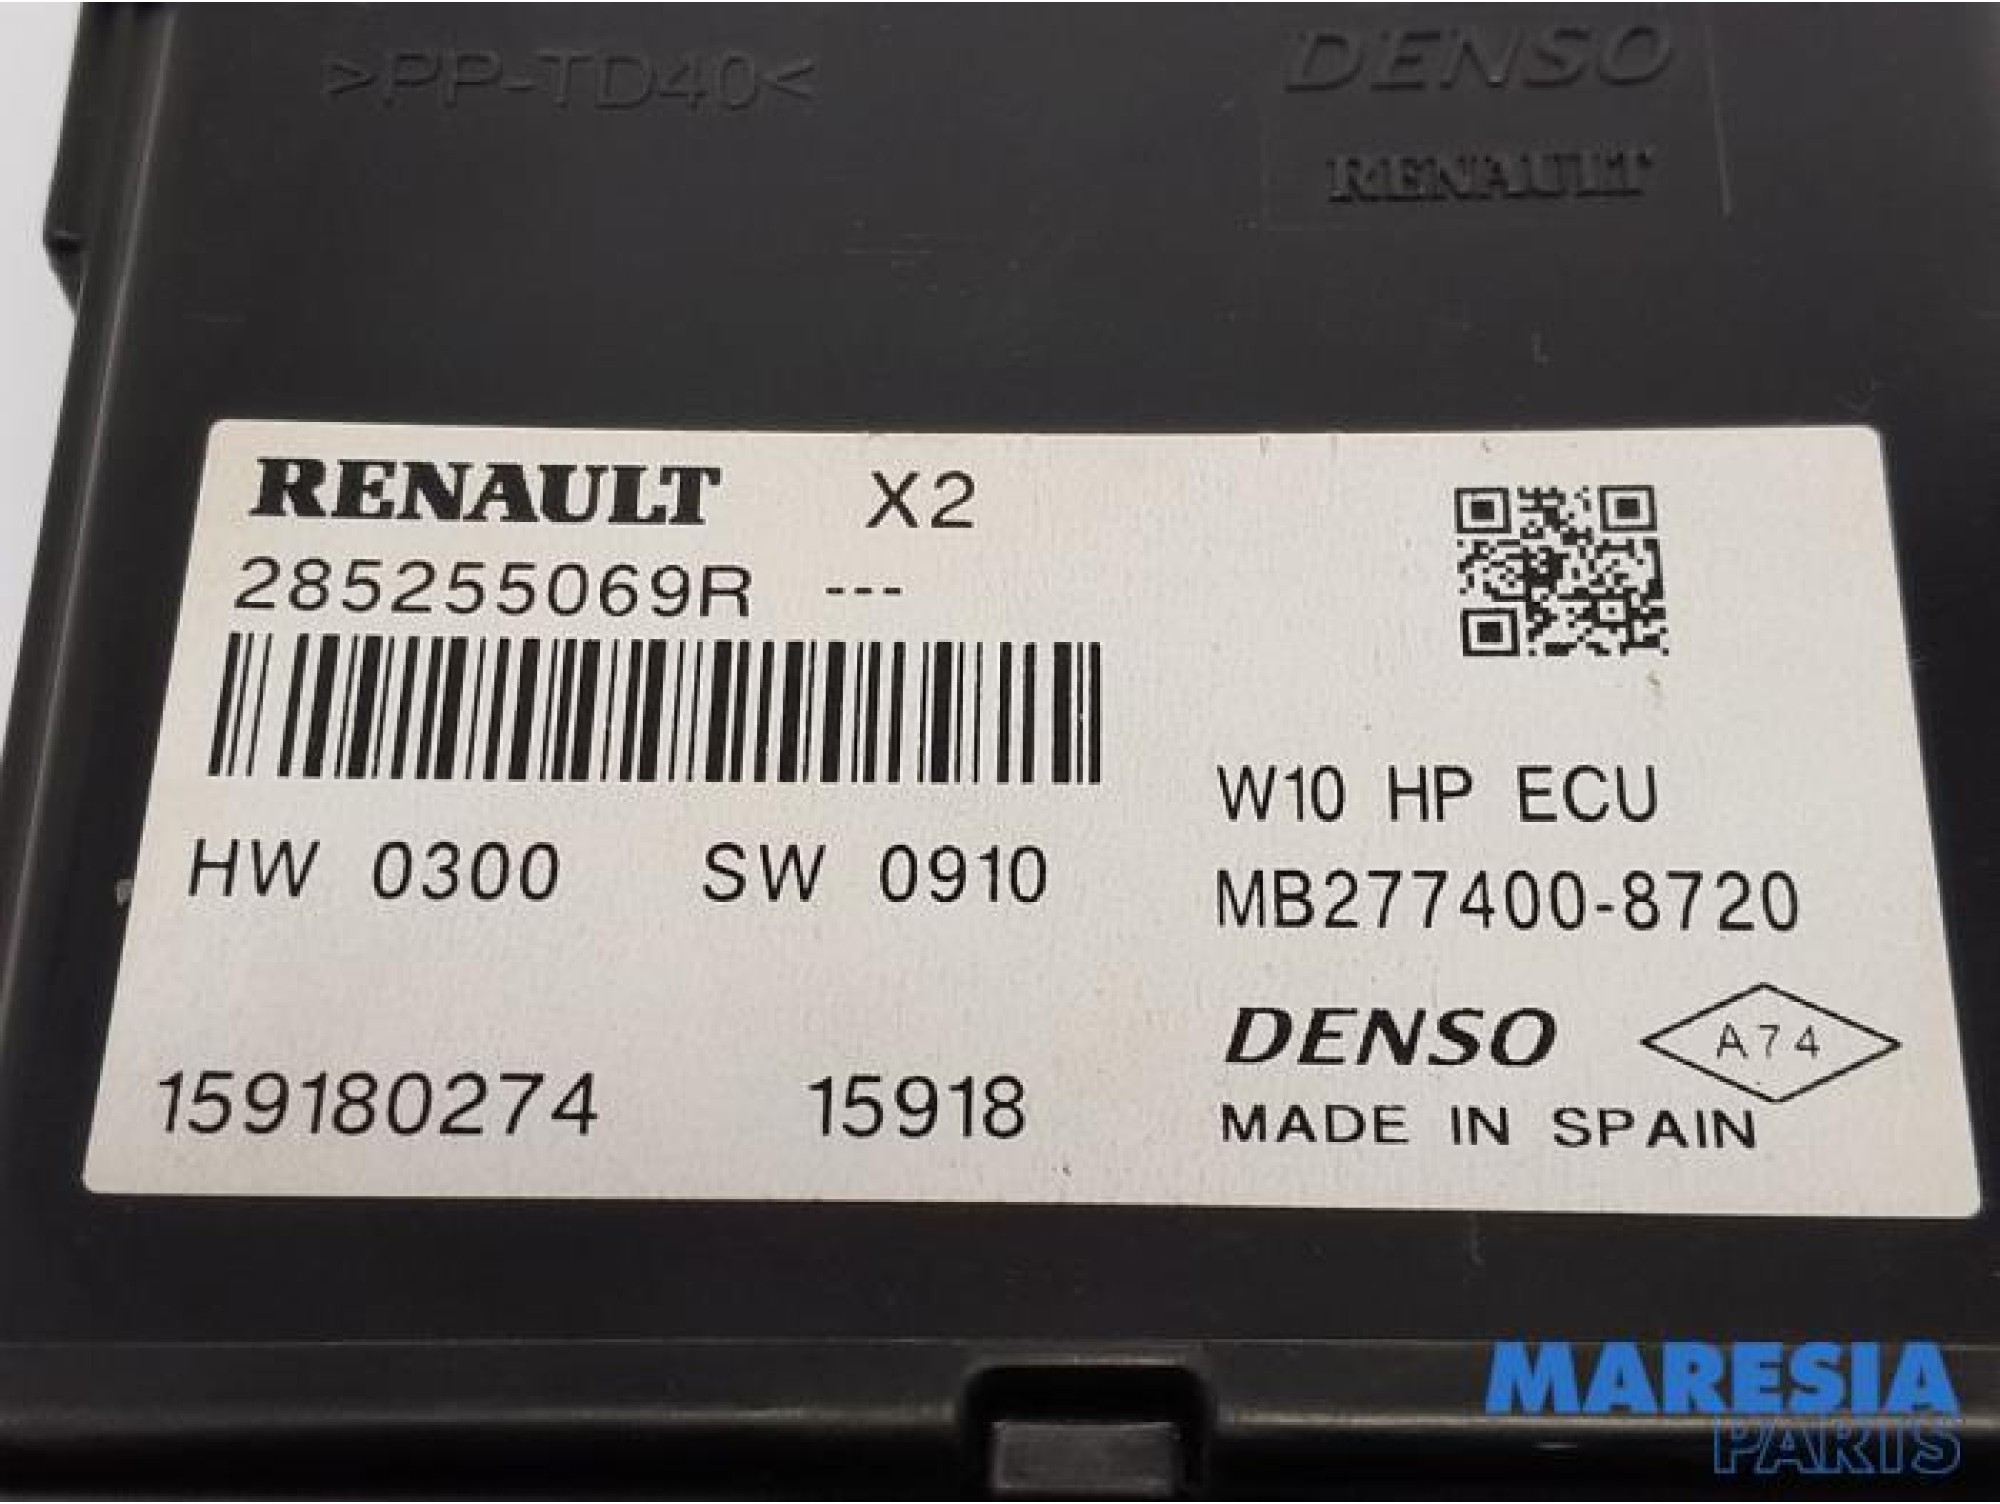 >PP-TD40<
DENSO
RENAULT
RENAULT X2
285255069R ---
HW 0300 SW 0910
W10 HP ECU
MB277400-8720
DENSO A74
159180274 15918
MADE IN SPAIN
MARESIA
PARTS